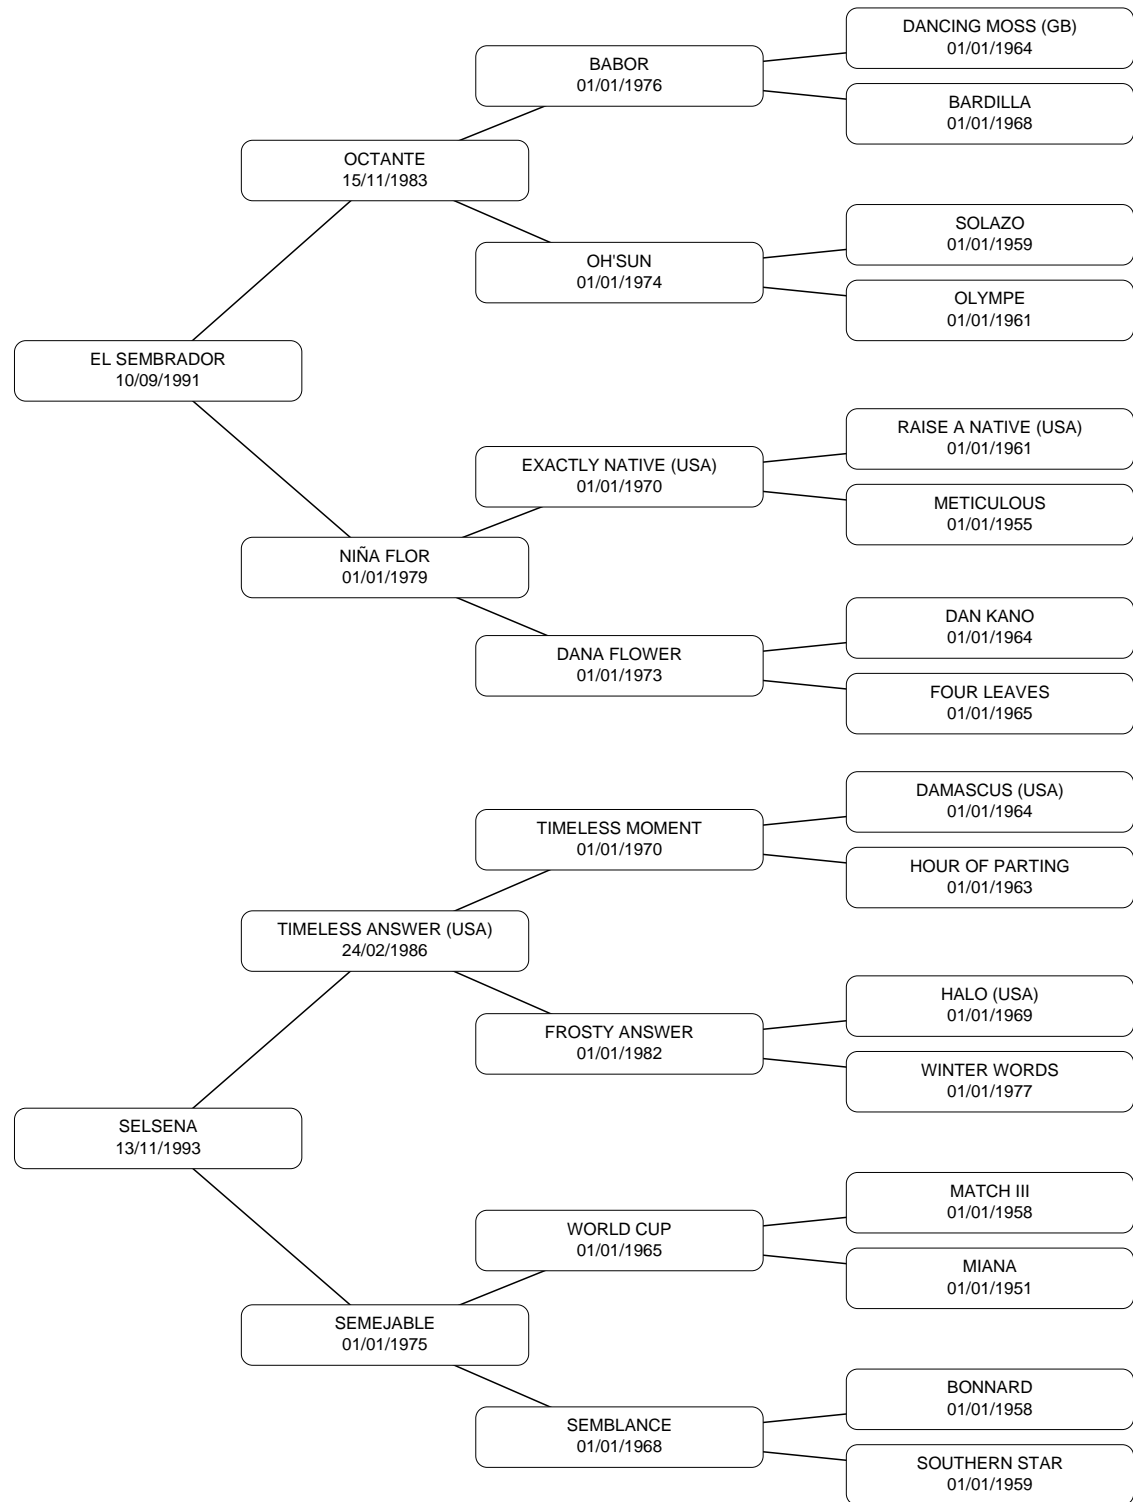 DANCING MOSS (GB)
01/01/1964
BABOR
01/01/1976
BARDILLA
01/01/1968
OCTANTE
15/11/1983
SOLAZO
01/01/1959
OH'SUN
01/01/1974
OLYMPE
01/01/1961
EL SEMBRADOR
10/09/1991
RAISE A NATIVE (USA)
01/01/1961
EXACTLY NATIVE (USA)
01/01/1970
METICULOUS
01/01/1955
NIÑA FLOR
01/01/1979
DAN KANO
01/01/1964
DANA FLOWER
01/01/1973
FOUR LEAVES
01/01/1965
DAMASCUS (USA)
01/01/1964
TIMELESS MOMENT
01/01/1970
HOUR OF PARTING
01/01/1963
TIMELESS ANSWER (USA)
24/02/1986
HALO (USA)
01/01/1969
FROSTY ANSWER
01/01/1982
WINTER WORDS
01/01/1977
SELSENA
13/11/1993
MATCH III
01/01/1958
WORLD CUP
01/01/1965
MIANA
01/01/1951
SEMEJABLE
01/01/1975
BONNARD
01/01/1958
SEMBLANCE
01/01/1968
SOUTHERN STAR
01/01/1959